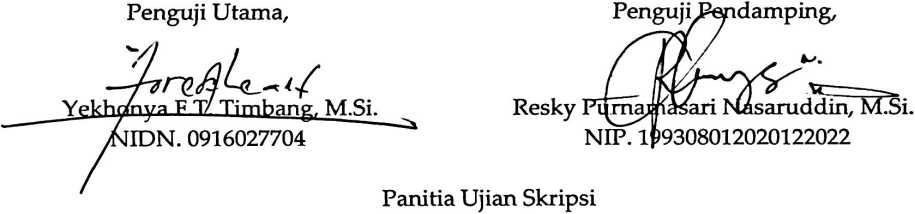 Penguji Utama,
Penguji Pendamping,
Yekhonya F.T. Timbang, M.Si.
Resky Purnamasari Nasaruddin, M.Si.
NIDN. 0916027704
NIP. 199308012020122022
Panitia Ujian Skripsi